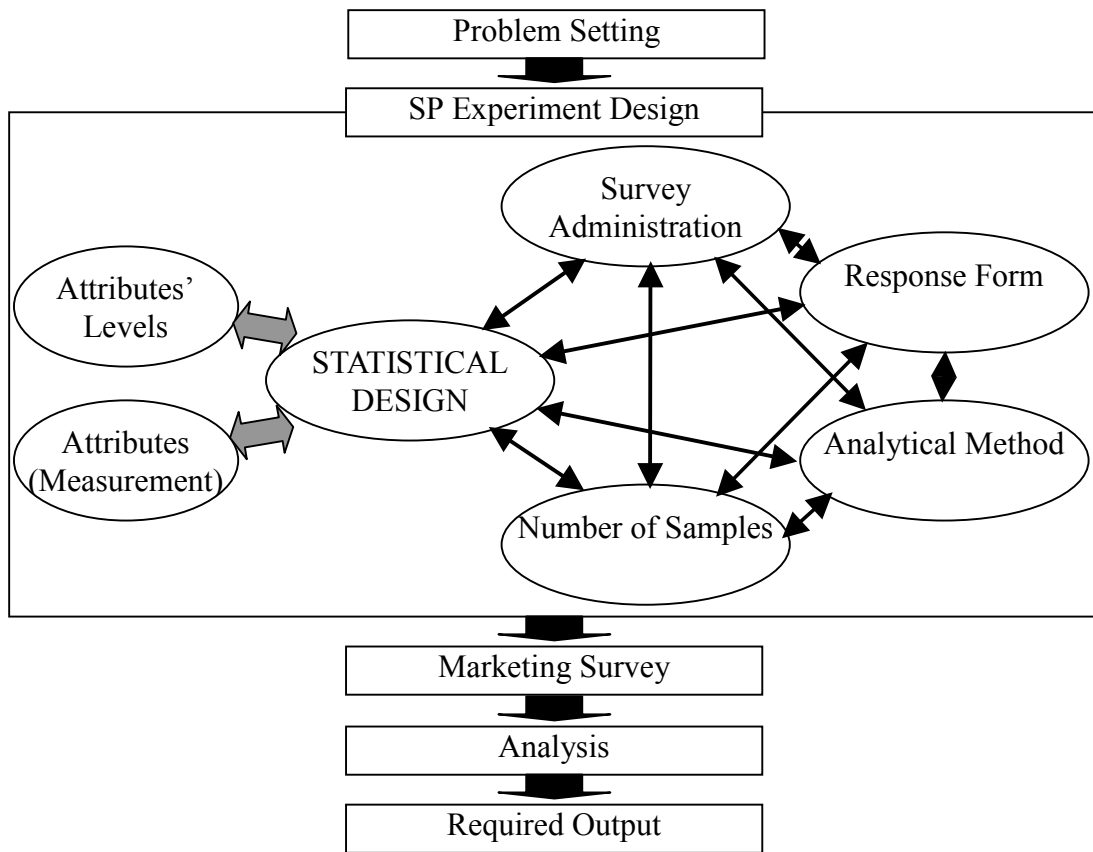 Problem Setting
SP Experiment Design
Survey
Administration
Response Form
Attributes’
Levels
STATISTICAL
DESIGN
Attributes
(Measurement)
Analytical Method
Number of Samples
Marketing Survey
Analysis
Required Output